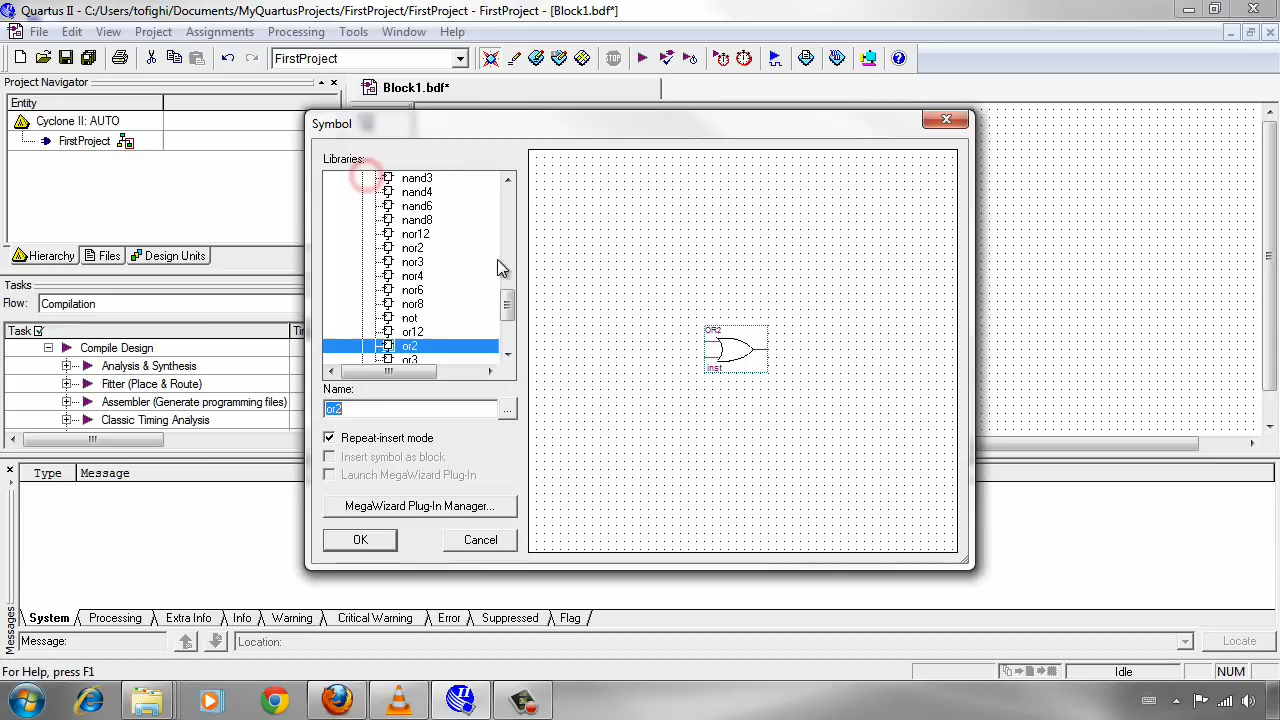 Quartus II - C:/Users/tofighi/Documents/MyQuartusProjects/FirstProject/FirstProject - FirstProject - [Block1.bdf*]
File Edit View Project Assignments Processing Tools Window Help
FirstProject
Project Navigator
Block1.bdf*
Entity
Cyclone II: AUTO
FirstProject
Hierarchy Files Design Units
Tasks
Flow: Compilation
Task
Compile Design
Analysis & Synthesis
Fitter (Place & Route)
Assembler (Generate programming files)
Classic Timing Analysis
Symbol
Libraries:
nand3
nand4
nand6
nand8
nor12
nor2
nor3
nor4
nor6
nor8
not
or12
or2
or3
Name:
or2
...
Repeat-insert mode
Insert symbol as block
Launch MegaWizard Plug-In
MegaWizard Plug-In Manager...
OK Cancel
OR2
inst
Type Message
System Processing Extra Info Info Warning Critical Warning Error Suppressed Flag
Messages
Message: Location: Locate
For Help, press F1 Idle NUM